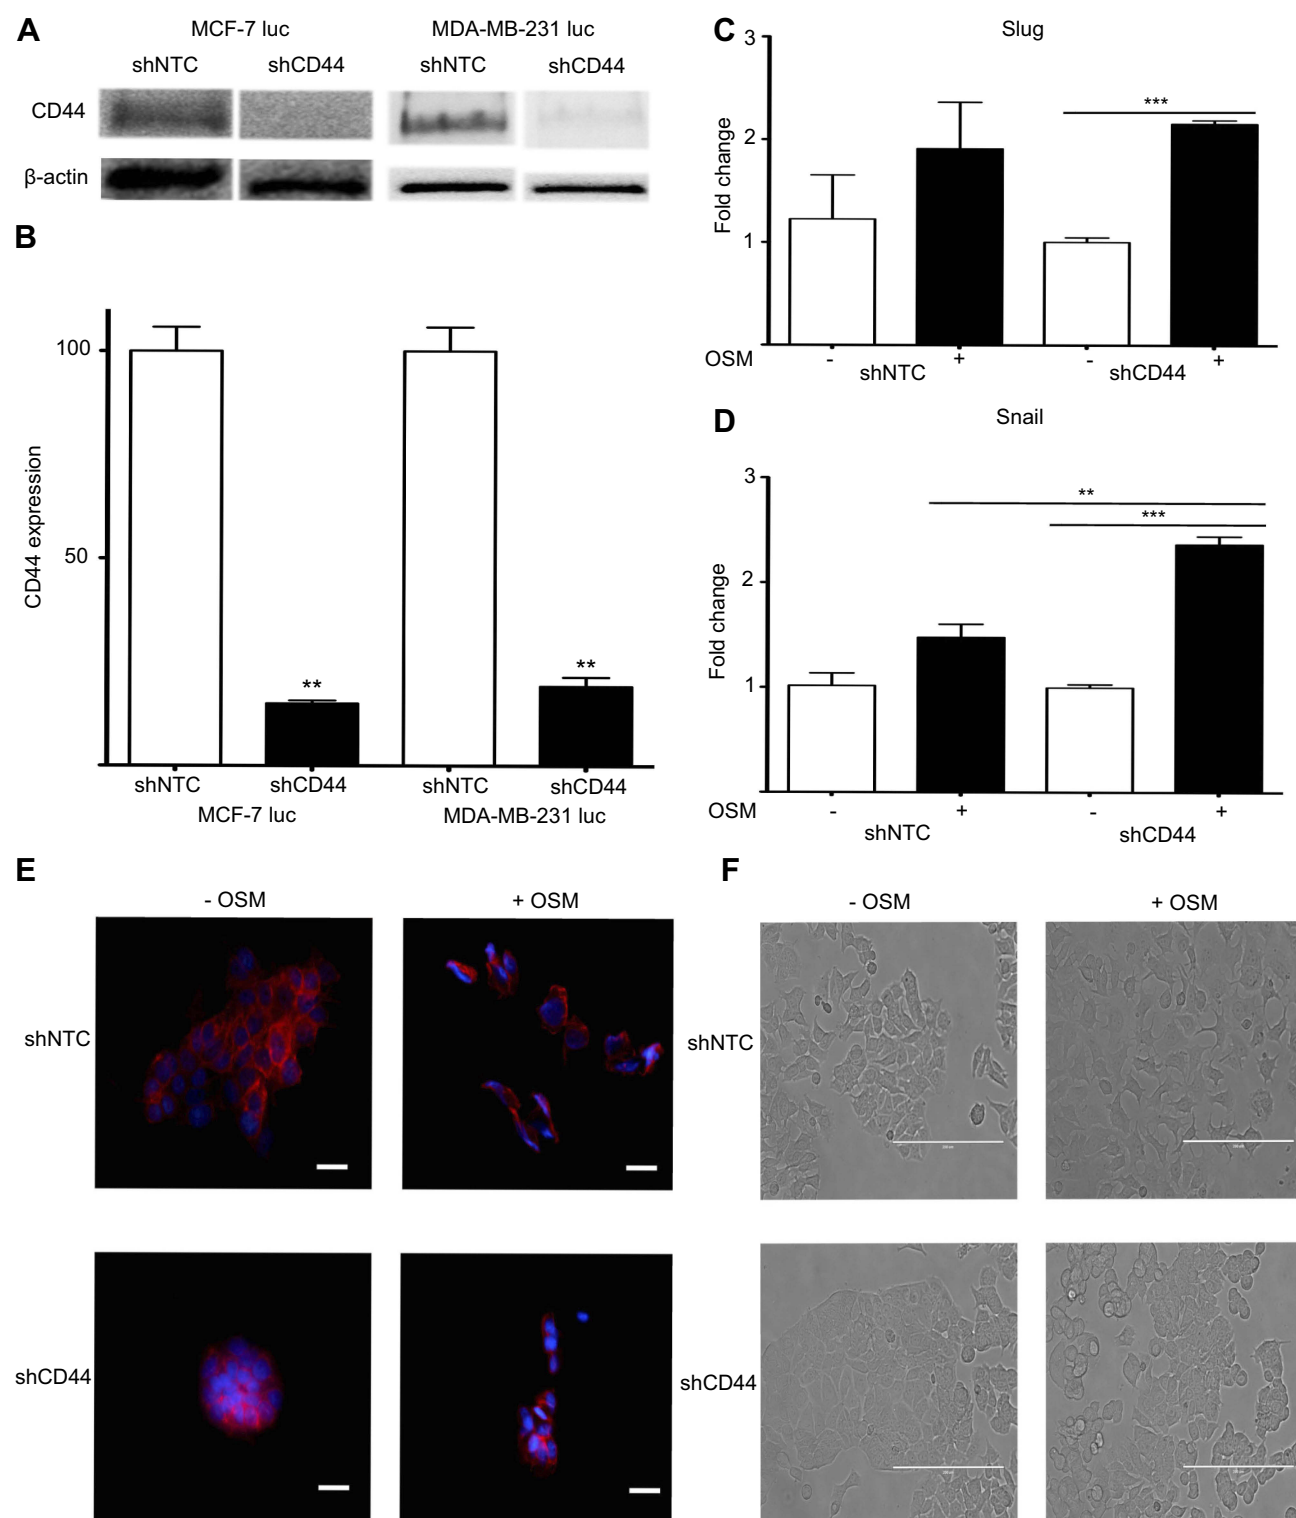 A
MCF-7 luc
MDA-MB-231 luc
shNTC
shCD44
shNTC
shCD44
CD44
β-actin
B
100
50
CD44 expression
**
**
shNTC
shCD44
shNTC
shCD44
MCF-7 luc
MDA-MB-231 luc
C
Slug
3
2
1
Fold change
***
OSM
-
+
-
+
shNTC
shCD44
D
Snail
3
2
1
Fold change
**
***
OSM
-
+
-
+
shNTC
shCD44
E
- OSM
+ OSM
shNTC
shCD44
F
- OSM
+ OSM
shNTC
shCD44